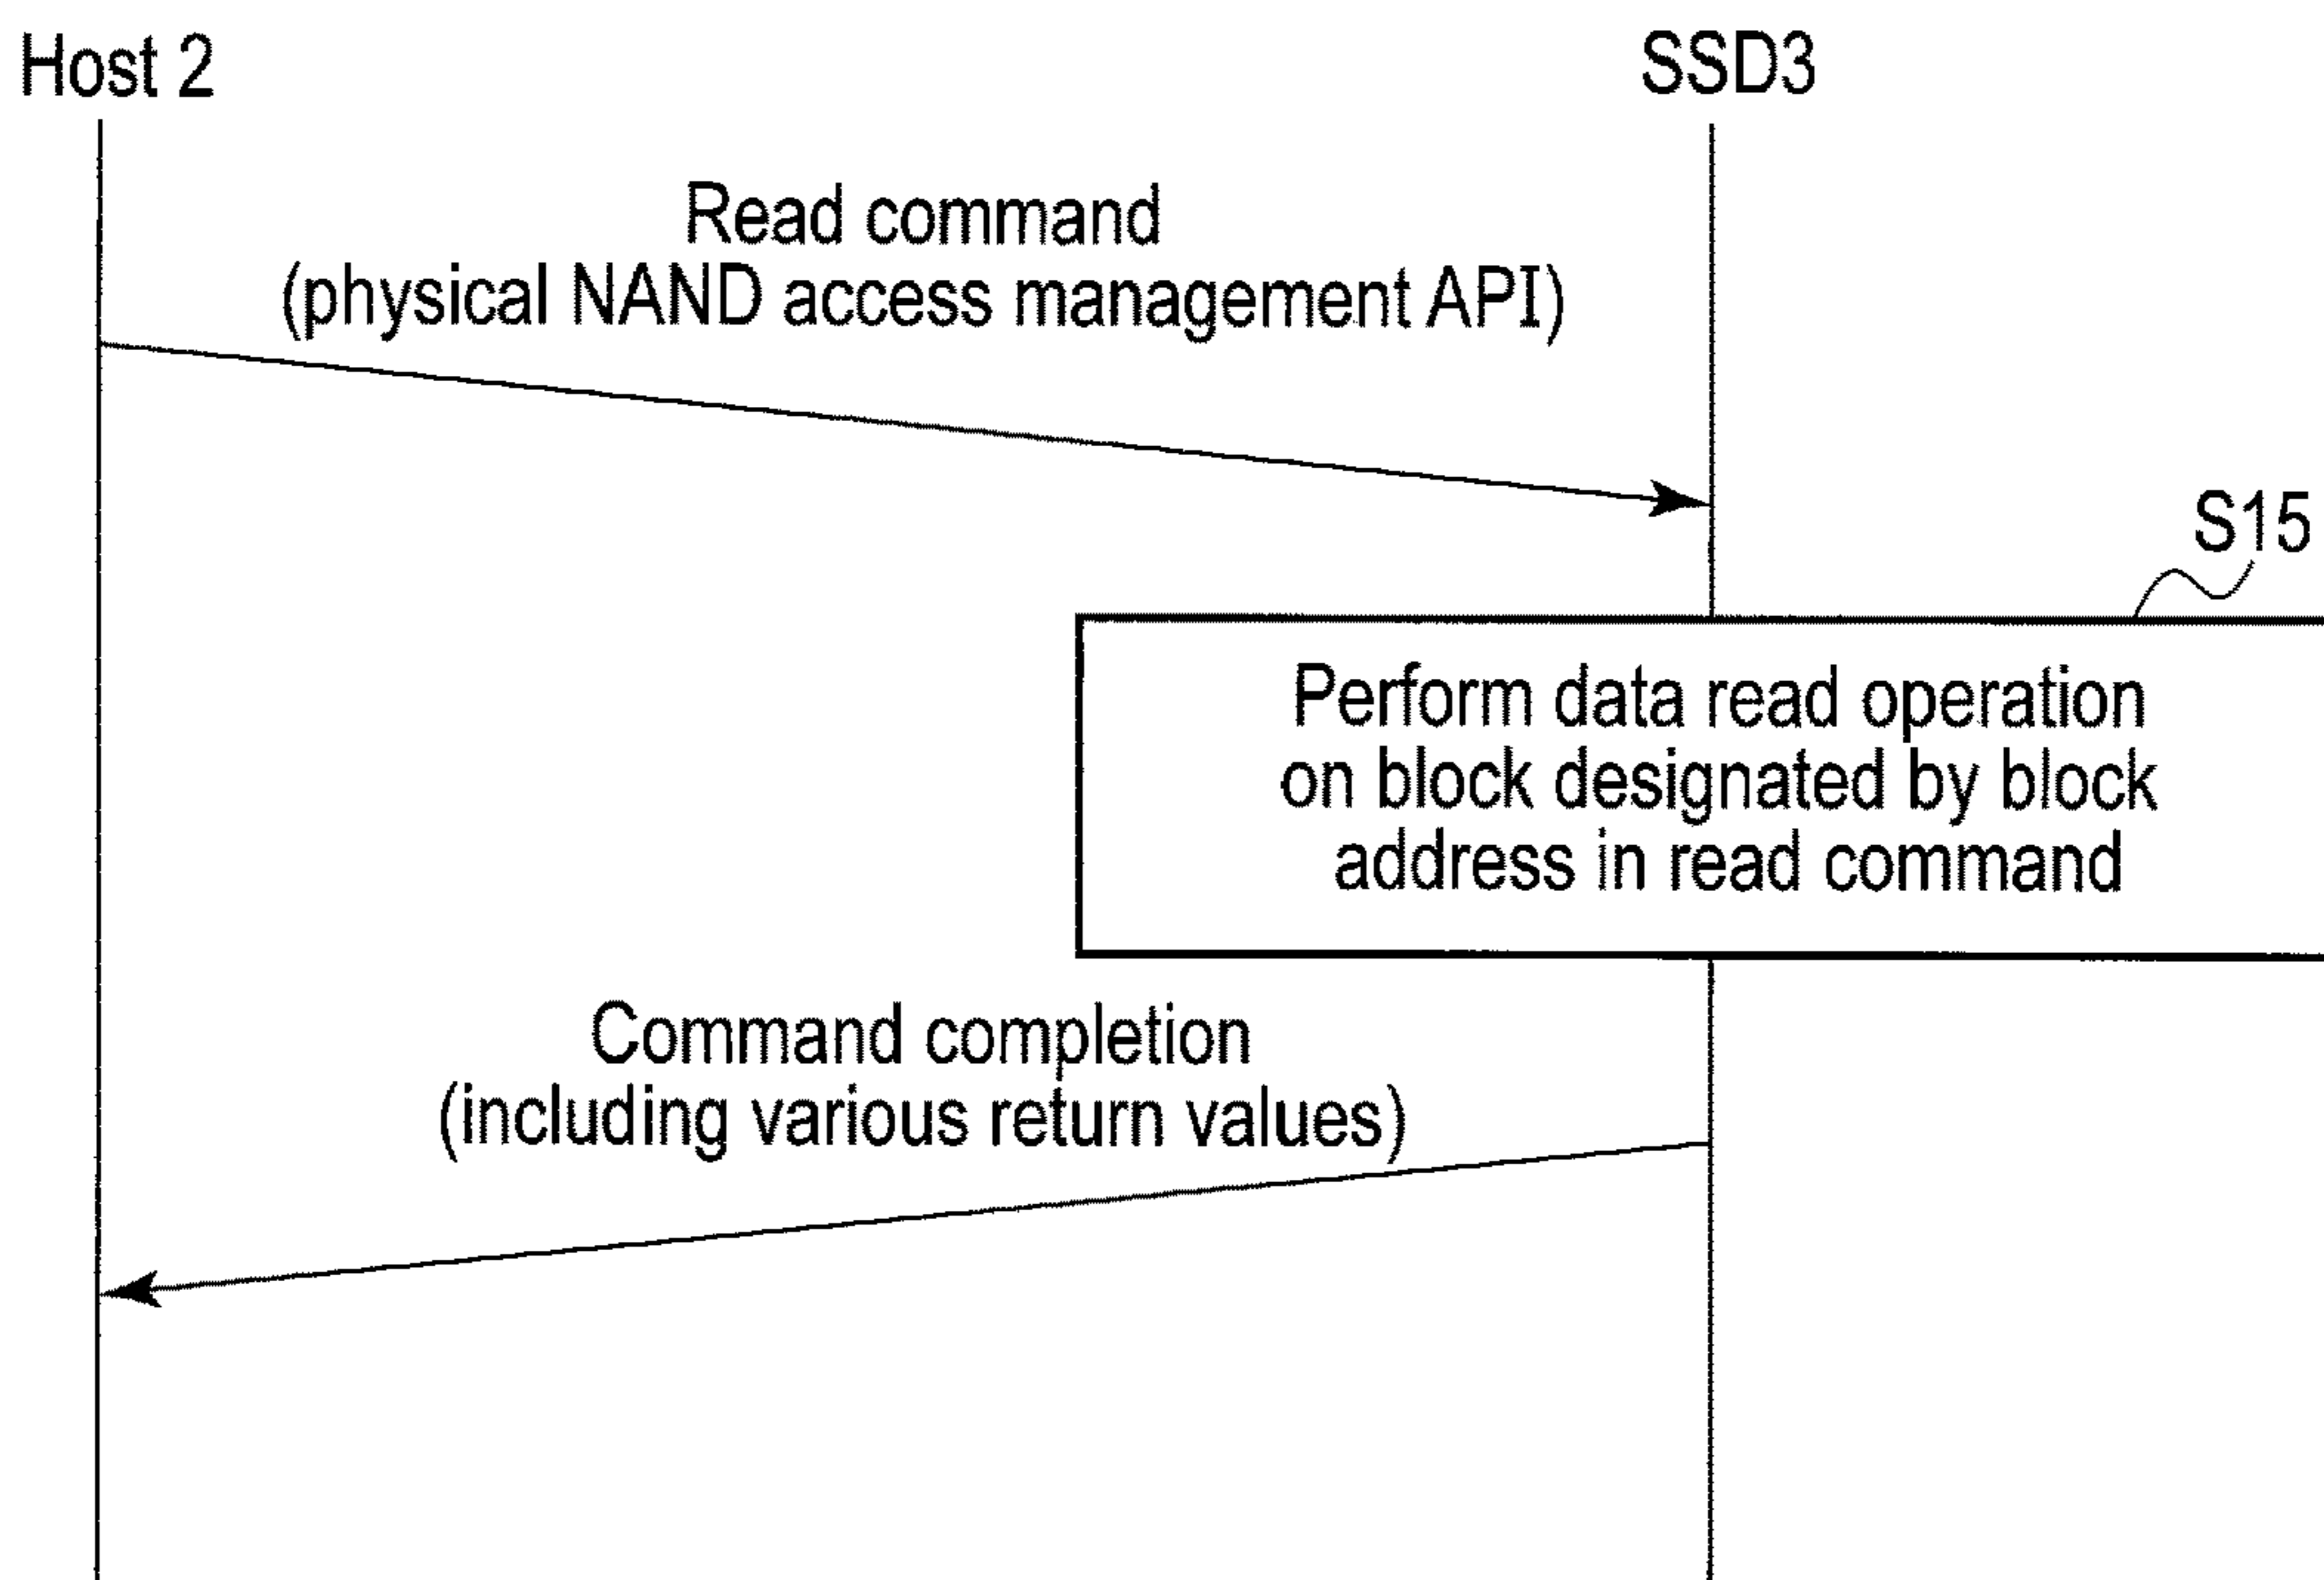 Host 2
SSD3
Read command
(physical NAND access management API)
S15
Perform data read operation
on block designated by block
address in read command
Command completion
(including various return values)